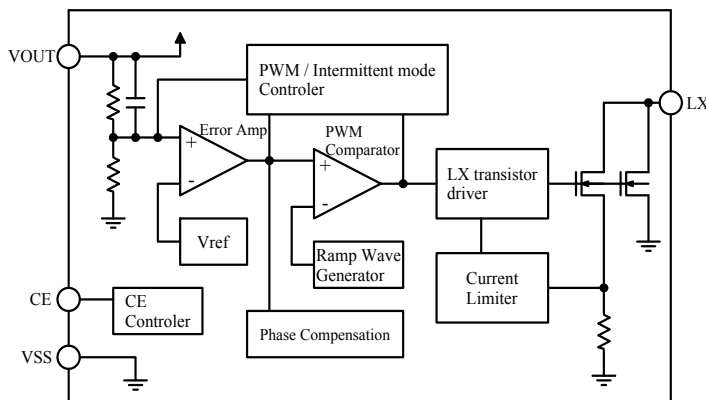 VOUT
PWM / Intermittent mode
Controler
LX
Error Amp
PWM
Comparator
+
-
+
-
LX transistor
driver
Vref
Ramp Wave
Generator
Current
Limiter
CE
CE
Controler
Phase Compensation
VSS